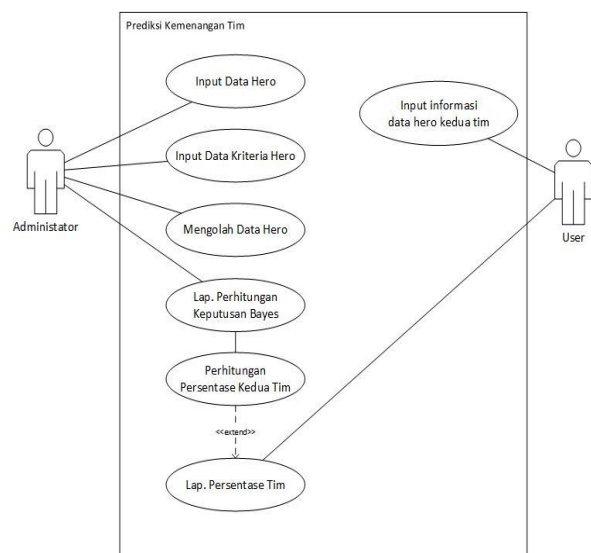 Prediksi Kemenangan Tim
Input Data Hero
Input informasi
data hero kedua tim
Input Data Kriteria Hero
Administator
Mengolah Data Hero
User
Lap. Perhitungan
Keputusan Bayes
Perhitungan
Persentase Kedua Tim
<<extend>>
Lap. Persentase Tim